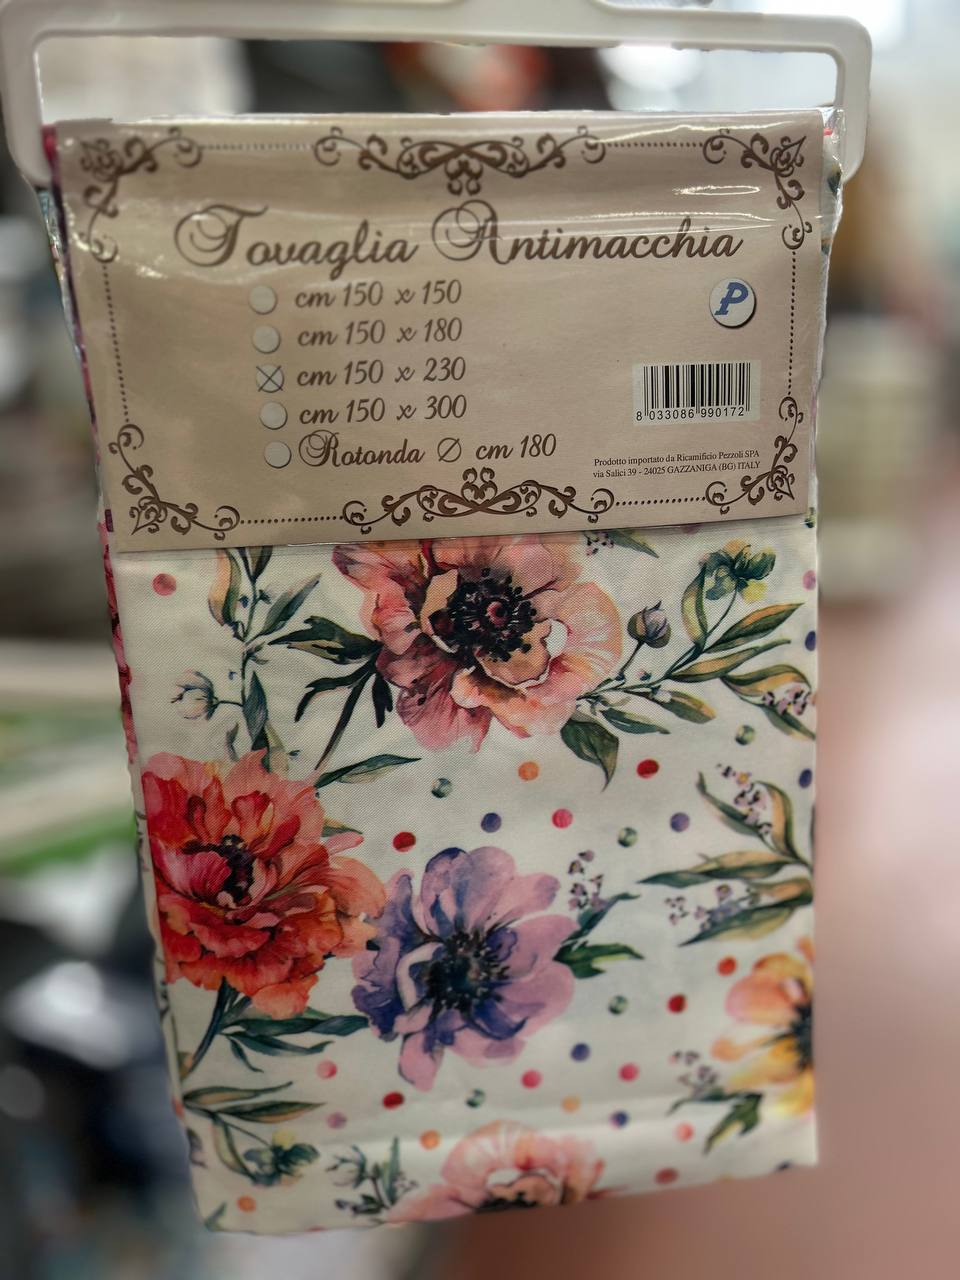 Tovaglia Antimacchia
cm 150 x 150
cm 150 x 180
cm 150 x 230
cm 150 x 300
Rotonda Ø cm 180
P
8 033086 990172
Prodotto importato da Ricamificio Pezzoli SPA
via Salici 39 - 24025 GAZZANIGA (BG) ITALY